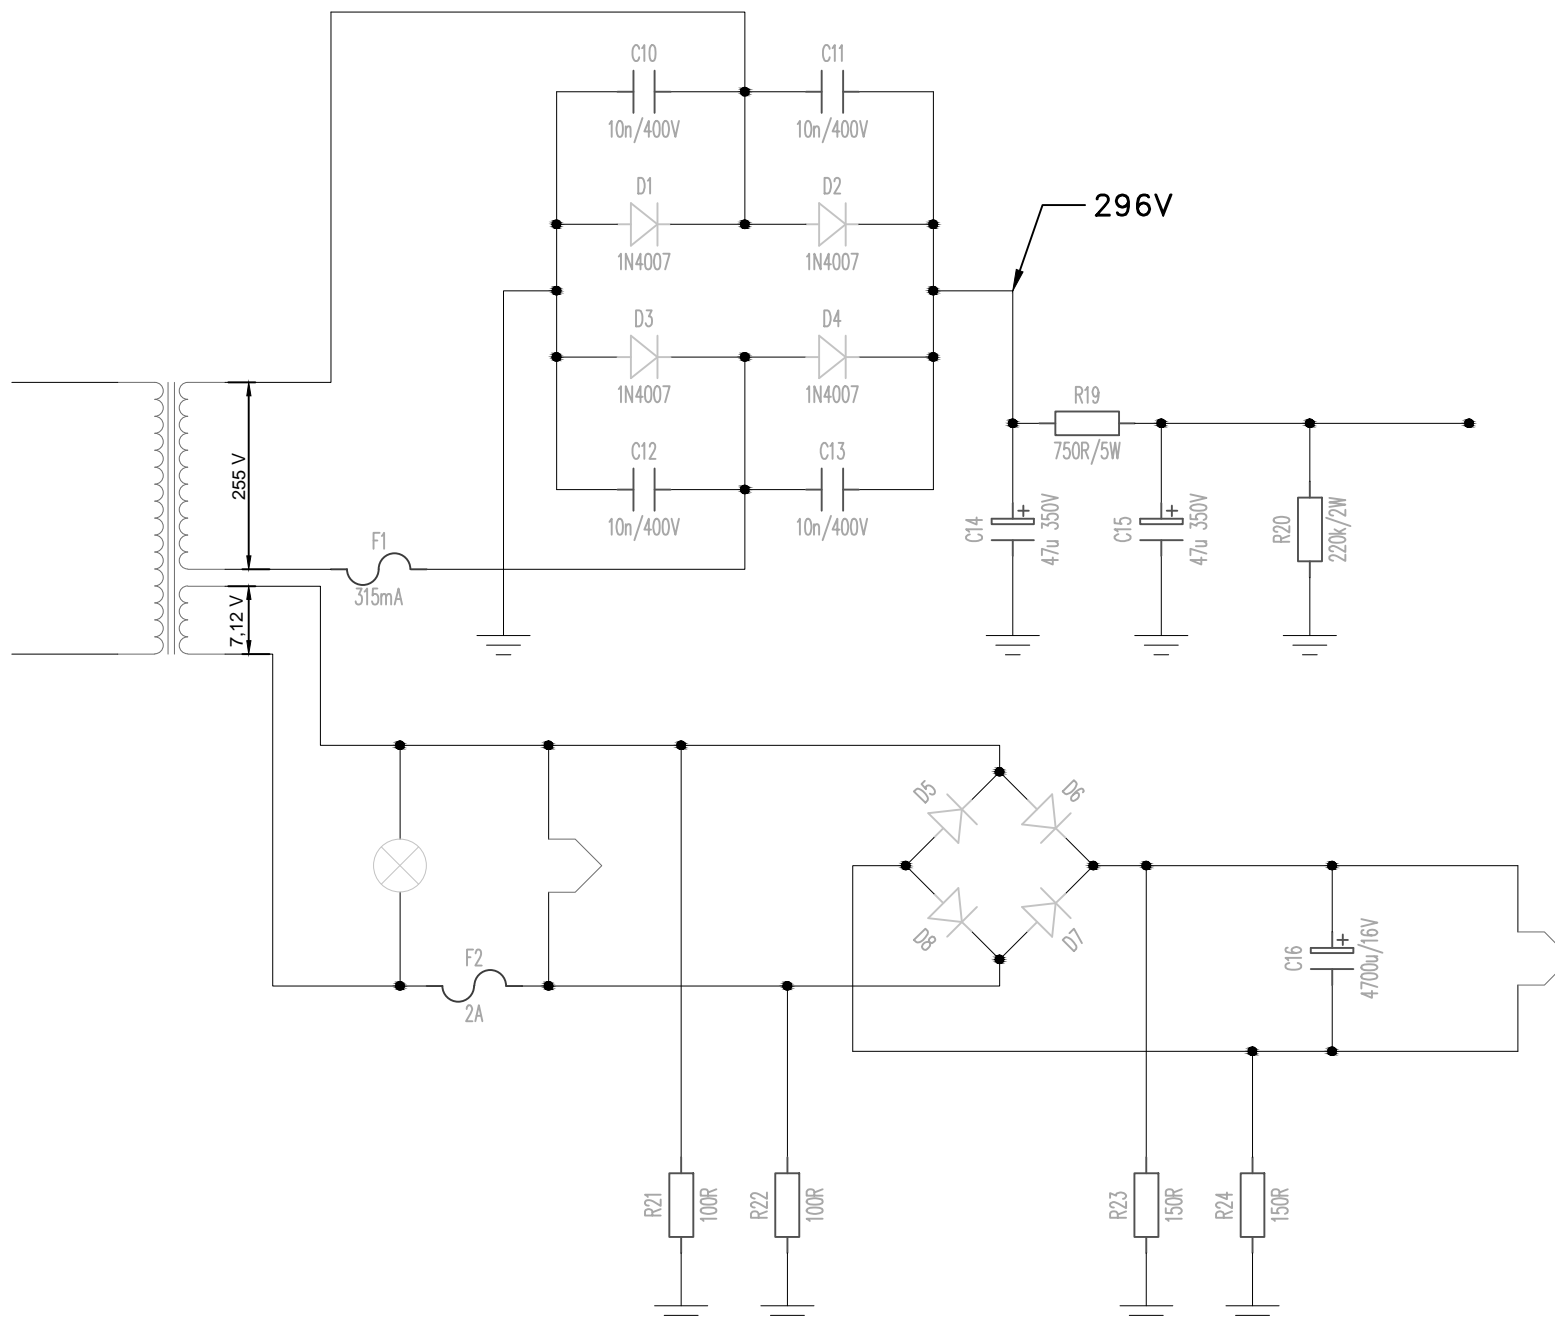 C10
C11
10n/400V
10n/400V
D1
D2
296V
1N4007
1N4007
D3
D4
1N4007
1N4007
R19
750R/5W
C12
C13
255 V
10n/400V
10n/400V
C14
47u 350V
C15
47u 350V
R20
220k/2W
F1
315mA
7,12 V
D5
D6
D8
D7
F2
2A
C16
4700u/16V
R21
100R
R22
100R
R23
150R
R24
150R